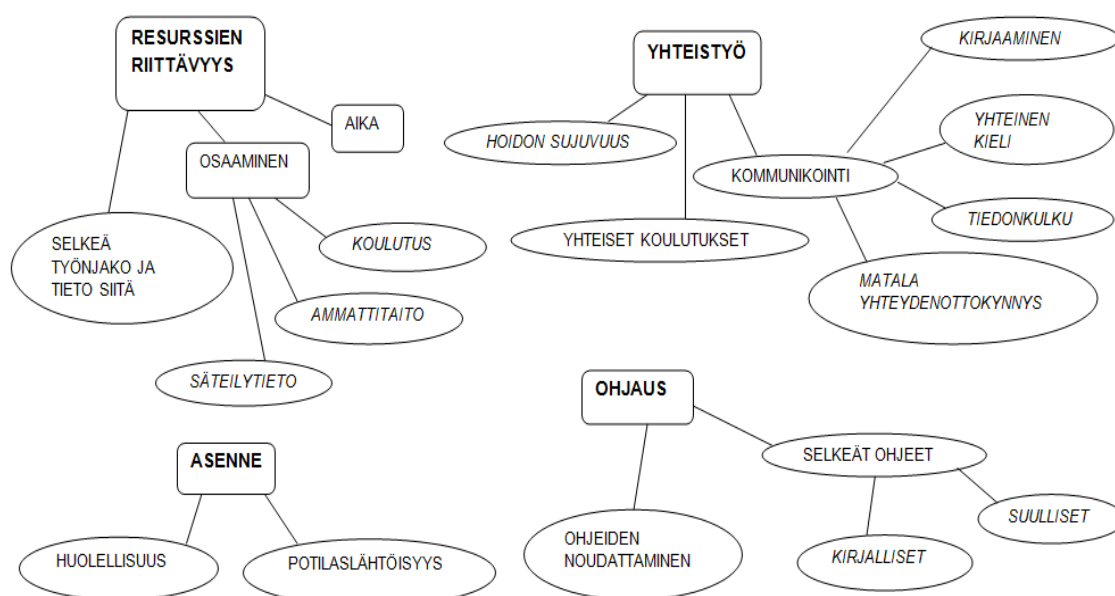 RESURSSIEN
RIITTÄVYYS
AIKA
OSAAMINEN
SELKEÄ
TYÖNJAKO JA
TIETO SIITÄ
KOULUTUS
AMMATTITAITO
SÄTEILYTIETO
YHTEISTYÖ
HOIDON SUJUVUUS
YHTEISET KOULUTUKSET
KOMMUNIKOINTI
KIRJAAMINEN
YHTEINEN
KIELI
TIEDONKULKU
MATALA
YHTEYDENOTTOKYNNYS
ASENNE
HUOLELLISUUS
POTILASLÄHTÖISYYS
OHJAUS
OHJEIDEN
NOUDATTAMINEN
SELKEÄT OHJEET
KIRJALLISET
SUULLISET